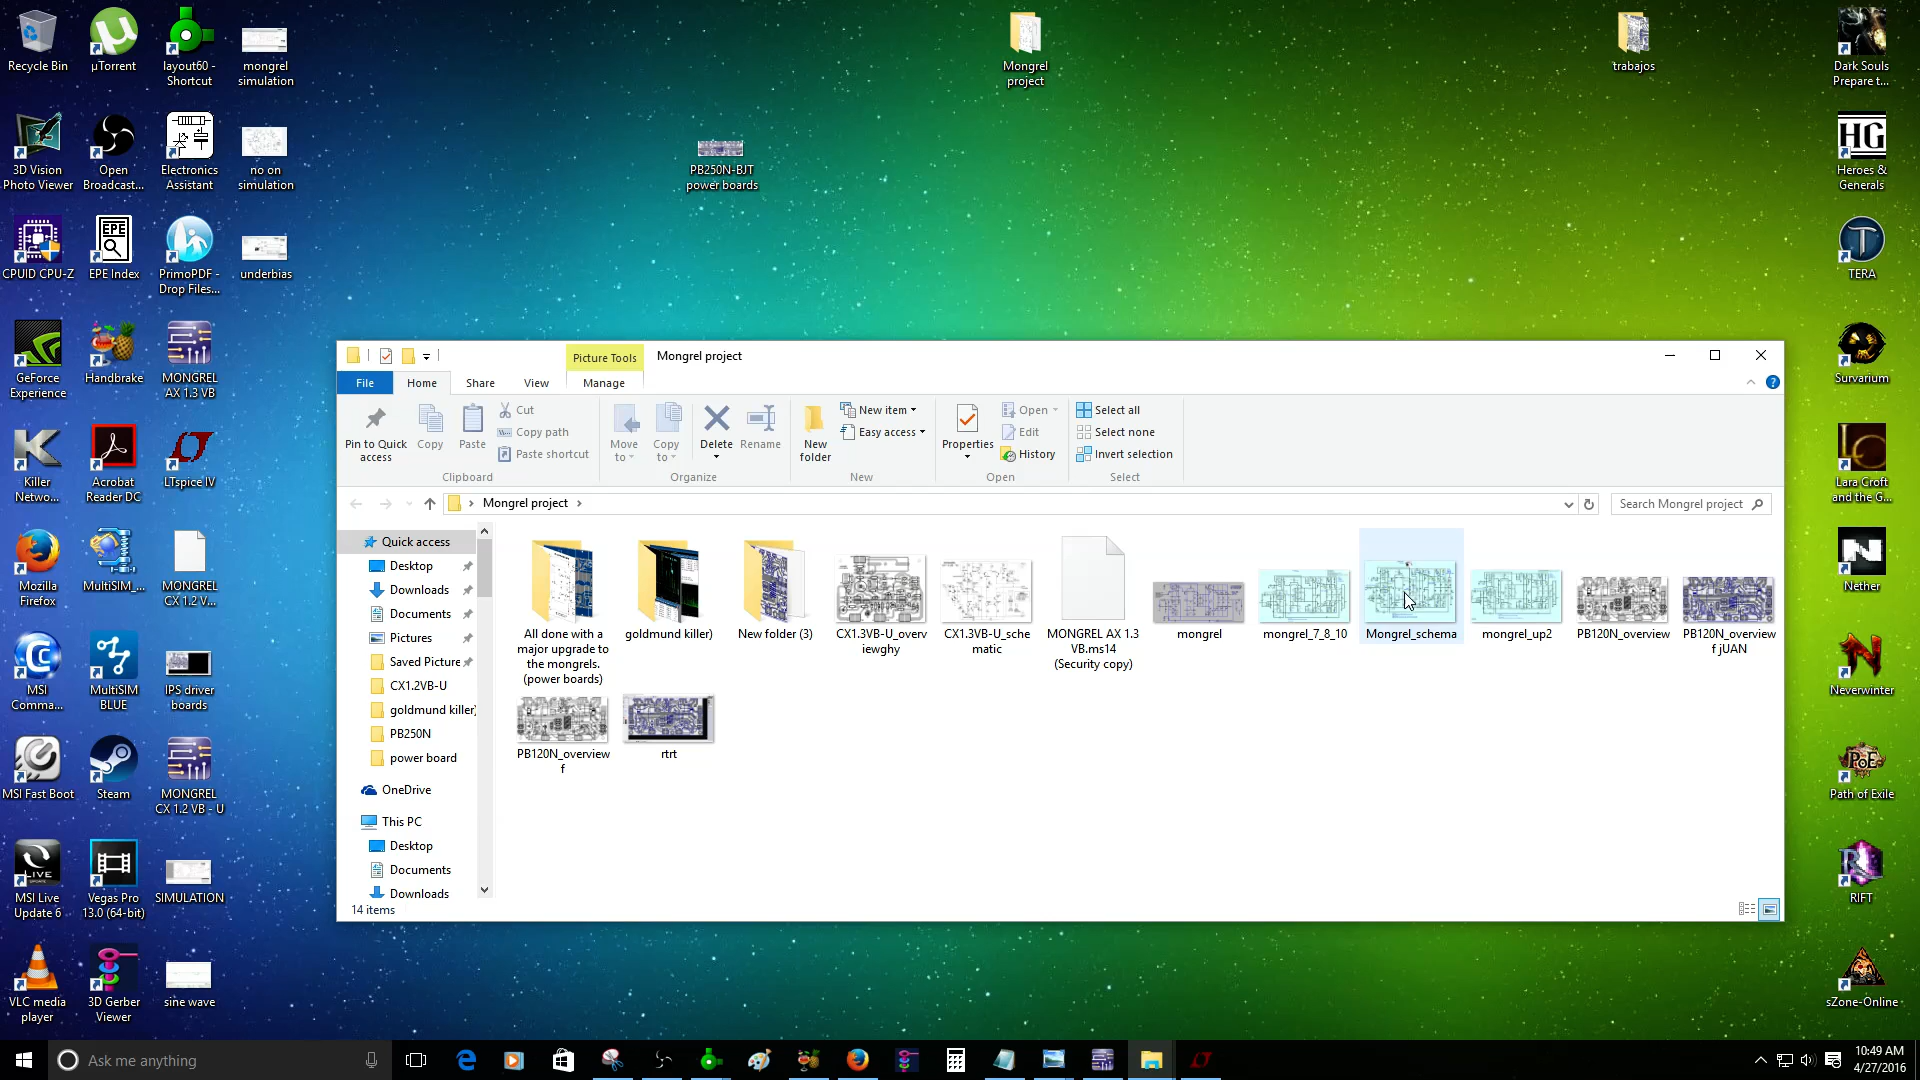 Recycle Bin
µTorrent
layout60 -
Shortcut
mongrel
simulation
Mongrel
project
trabajos
Dark Souls
Prepare t...
3D Vision
Photo Viewer
Open
Broadcast...
Electronics
Assistant
no on
simulation
PB250N-BJT
power boards
HG
Heroes &
Generals
CPUID CPU-Z
EPE
EPE Index
PrimoPDF -
Drop Files...
underbias
TERA
GeForce
Experience
Handbrake
MONGREL
AX 1.3 VB
Survarium
Killer
Netwo...
Acrobat
Reader DC
LTspice IV
Lara Croft
and the G...
Mozilla
Firefox
MultiSIM_...
MONGREL
CX 1.2 V...
Nether
MSI
Comma...
MultiSIM
BLUE
IPS driver
boards
Neverwinter
MSI Fast Boot
Steam
MONGREL
CX 1.2 VB - U
Path of Exile
LIVE
MSI Live
Update 6
Vegas Pro
13.0 (64-bit)
SIMULATION
RIFT
VLC media
player
3D Gerber
Viewer
sine wave
sZone-Online
Picture Tools
Mongrel project
File
Home
Share
View
Manage
Pin to Quick
access
Copy
Paste
Cut
Copy path
Paste shortcut
Clipboard
Move
to
Copy
to
Delete
Rename
Organize
New
folder
New item
Easy access
New
Properties
Open
Edit
History
Open
Select all
Select none
Invert selection
Select
Mongrel project
Search Mongrel project
Quick access
Desktop
Downloads
Documents
Pictures
Saved Picture
CX1.2VB-U
goldmund killer)
PB250N
power board
OneDrive
This PC
Desktop
Documents
Downloads
All done with a
major upgrade to
the mongrels.
(power boards)
goldmund killer)
New folder (3)
CX1.3VB-U_overv
iewghy
CX1.3VB-U_sche
matic
MONGREL AX 1.3
VB.ms14
(Security copy)
mongrel
mongrel_7_8_10
Mongrel_schema
mongrel_up2
PB120N_overview
PB120N_overview
f jUAN
PB120N_overview
f
rtrt
14 items
Ask me anything
10:49 AM
4/27/2016